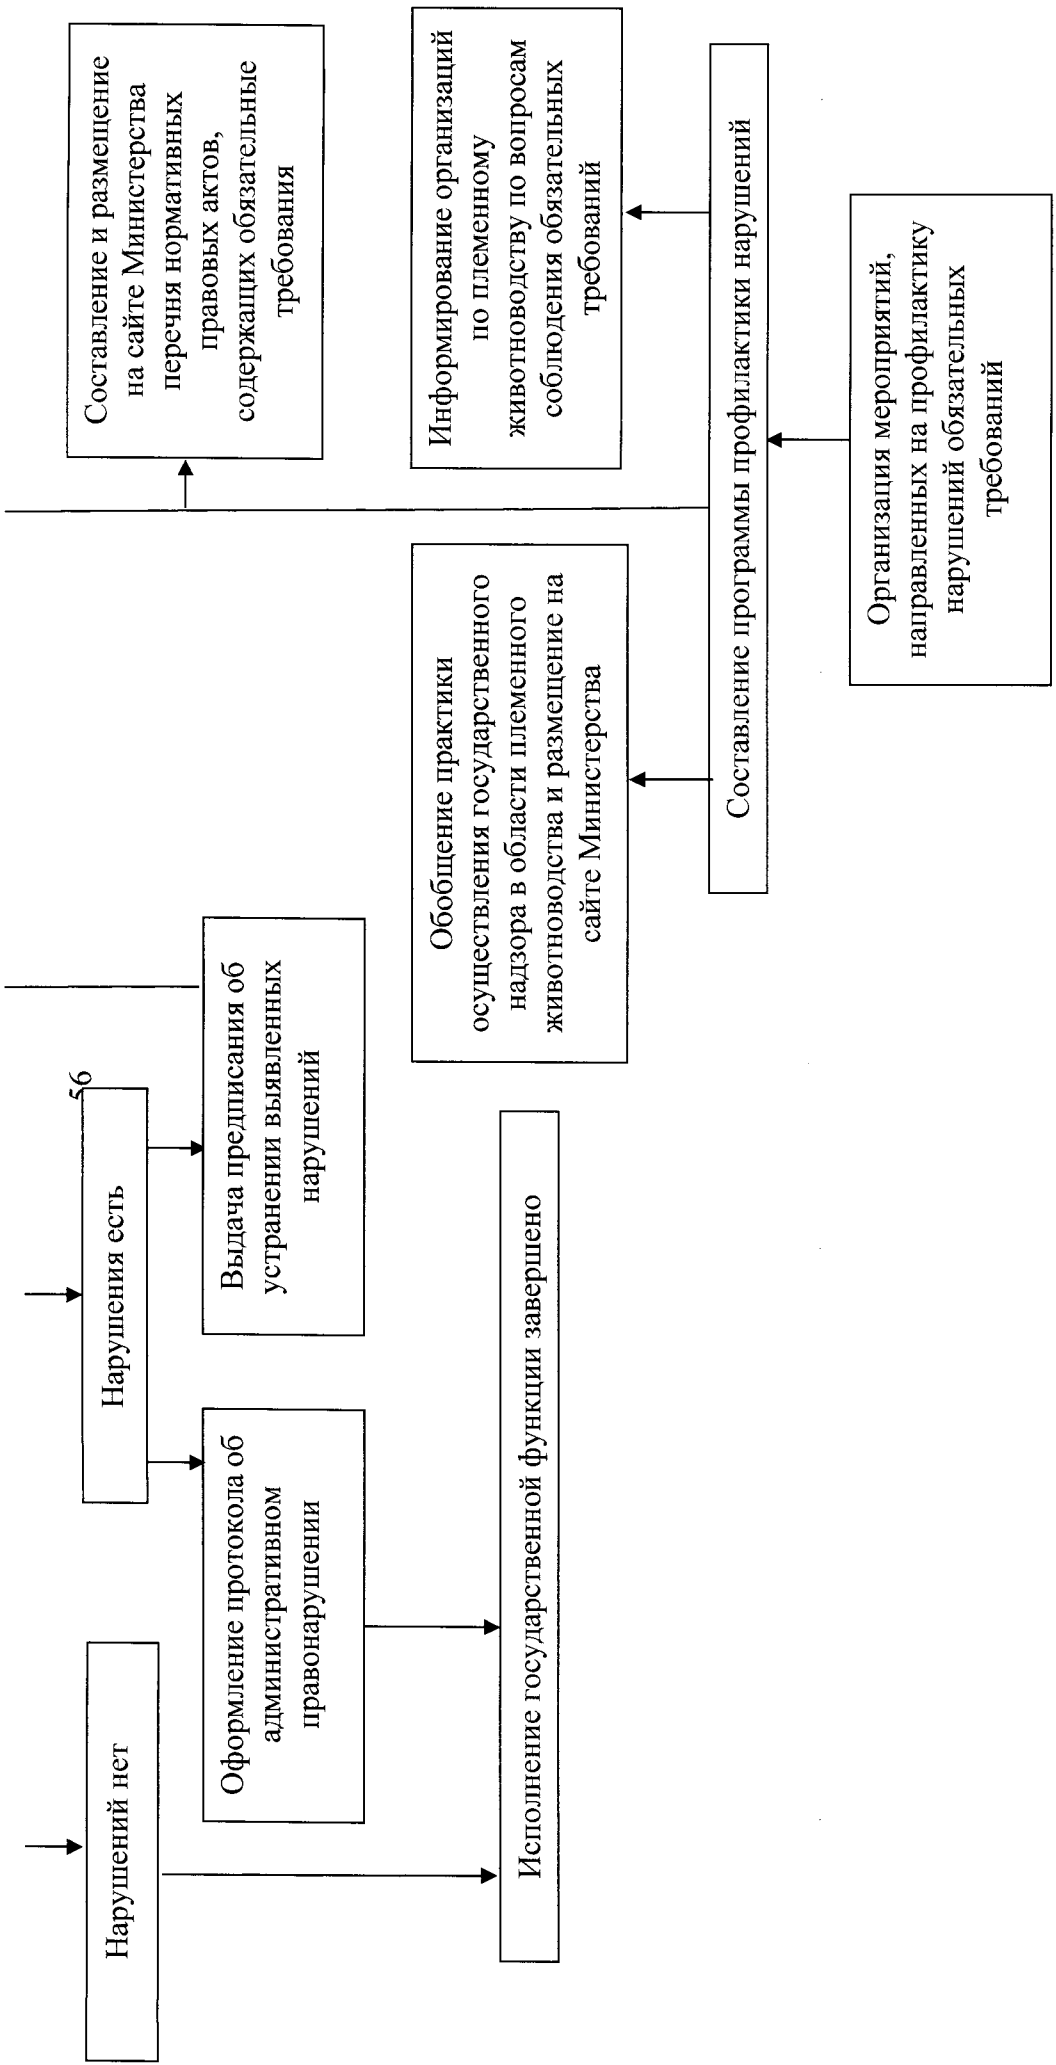 56
Нарушений нет
Нарушения есть
Оформление протокола об
административном
правонарушении
Выдача предписания об
устранении выявленных
нарушений
Исполнение государственной функции завершено
Составление и размещение
на сайте Министерства
перечня нормативных
правовых актов,
содержащих обязательные
требования
Обобщение практики
осуществления государственного
надзора в области племенного
животноводства и размещение на
сайте Министерства
Информирование организаций
по племенному
животноводству по вопросам
соблюдения обязательных
требований
Составление программы профилактики нарушений
Организация мероприятий,
направленных на профилактику
нарушений обязательных
требований